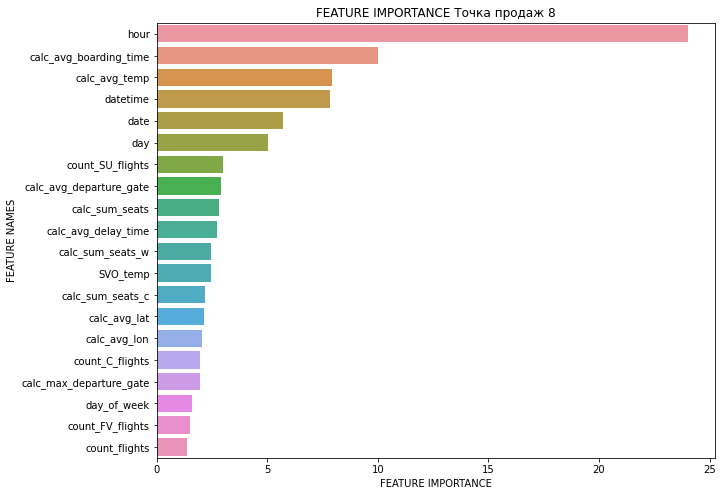 FEATURE IMPORTANCE Точка продаж 8
FEATURE NAMES
hour
calc_avg_boarding_time
calc_avg_temp
datetime
date
day
count_SU_flights
calc_avg_departure_gate
calc_sum_seats
calc_avg_delay_time
calc_sum_seats_w
SVO_temp
calc_sum_seats_c
calc_avg_lat
calc_avg_lon
count_C_flights
calc_max_departure_gate
day_of_week
count_FV_flights
count_flights
0 5 10 15 20 25
FEATURE IMPORTANCE